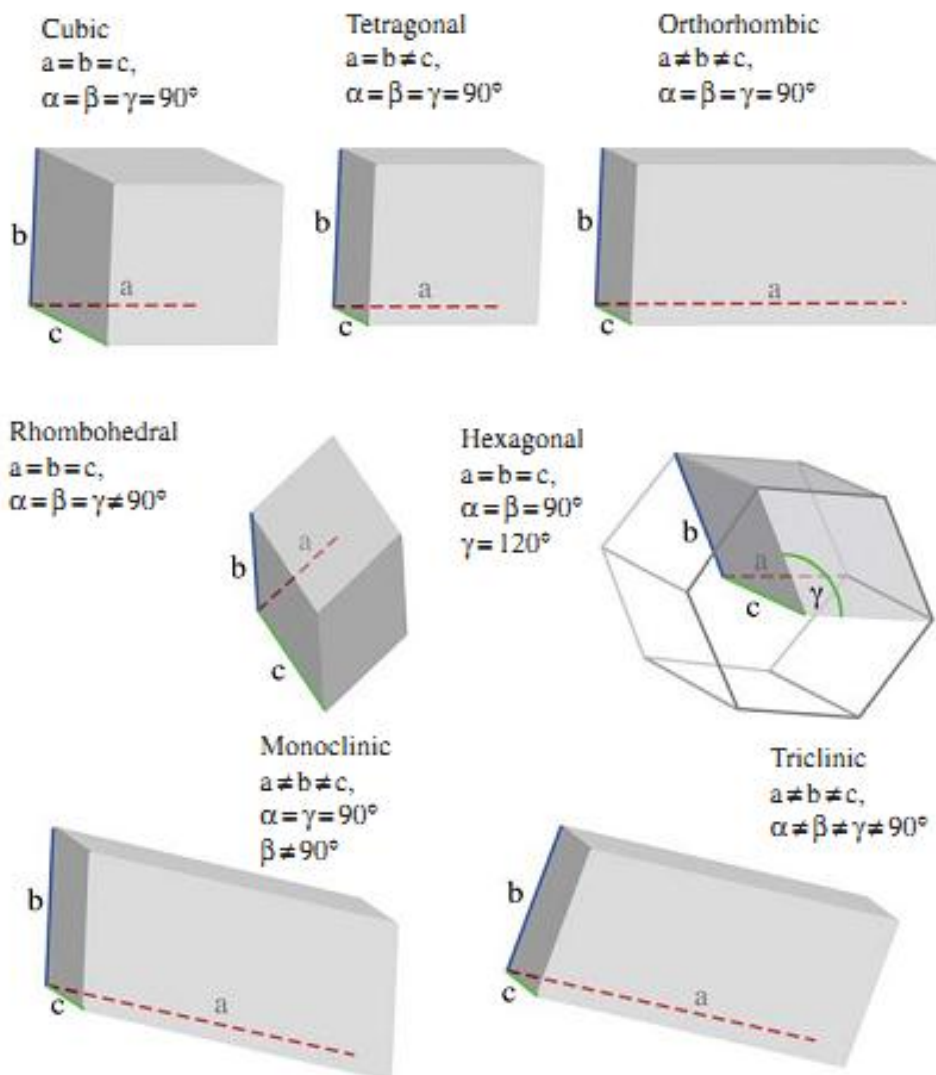 Cubic
a=b=c,
α=β=γ=90°
b
a
c
Tetragonal
a=b≠c,
α=β=γ=90°
b
a
c
Orthorhombic
a≠b≠c,
α=β=γ=90°
b
a
c
Rhombohedral
a=b=c,
α=β=γ≠90°
b
a
c
Hexagonal
a=b=c,
α=β=90°
γ=120°
b
a
c
γ
Monoclinic
a≠b≠c,
α=γ=90°
β≠90°
b
a
c
Triclinic
a≠b≠c,
α≠β≠γ≠90°
b
a
c